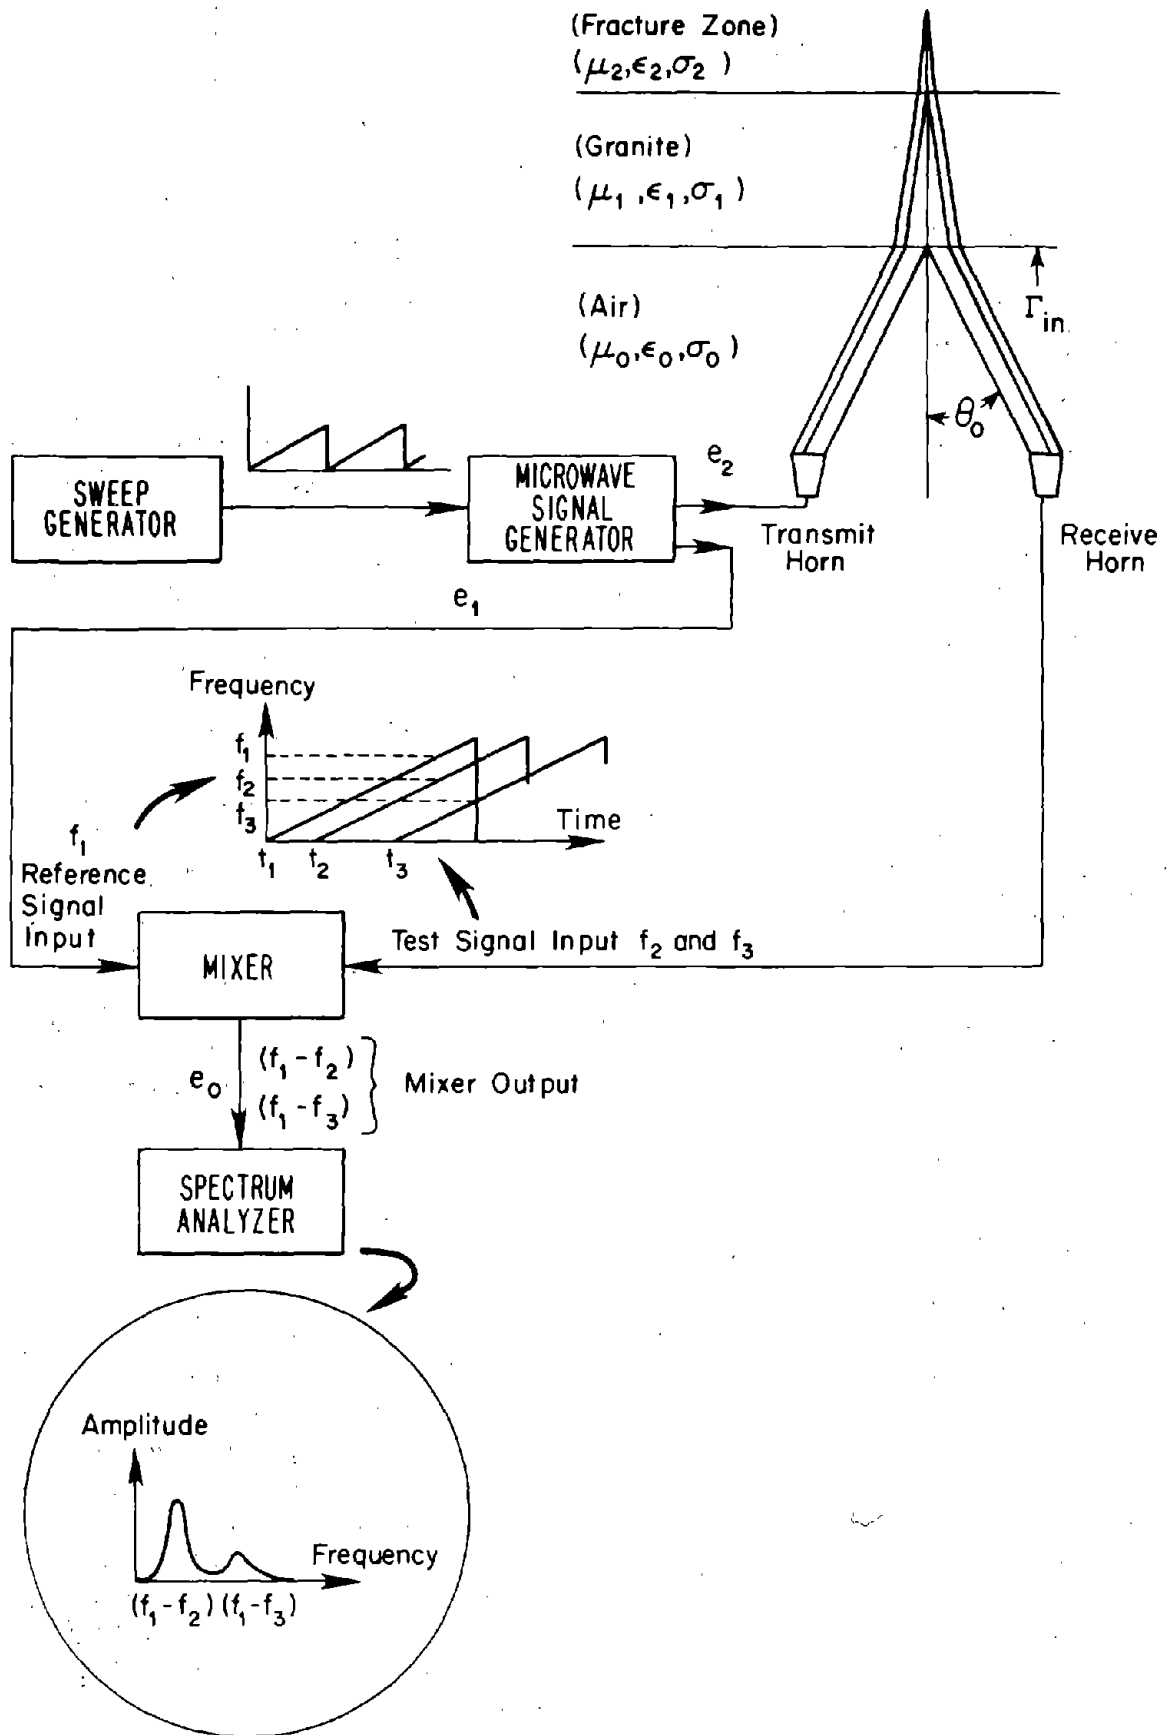 (Fracture Zone)
(μ₂,ϵ₂,σ₂)
(Granite)
(μ₁,ϵ₁,σ₁)
(Air)
(μ₀,ϵ₀,σ₀)
Γin
θ₀
SWEEP
GENERATOR
MICROWAVE
SIGNAL
GENERATOR
e₂
e₁
Transmit
Horn
Receive
Horn
Frequency
f₁
f₂
f₃
Time
t₁ t₂ t₃
f₁
Reference
Signal
Input
Test Signal Input f₂ and f₃
MIXER
e₀
(f₁-f₂)
(f₁-f₃)
Mixer Output
SPECTRUM
ANALYZER
Amplitude
Frequency
(f₁-f₂) (f₁-f₃)